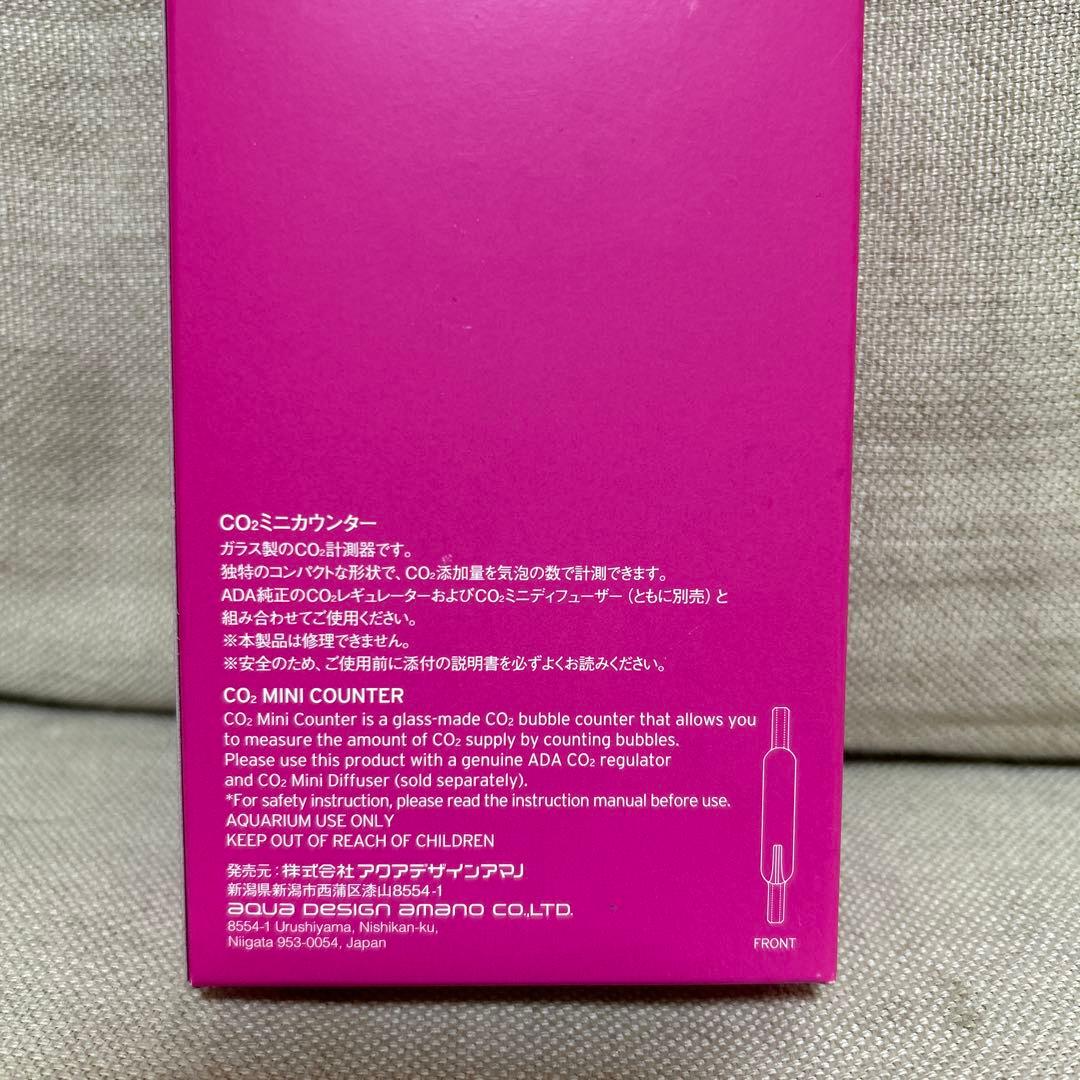 CO₂ミニカウンター
ガラス製のCO₂計測器です。
独特のコンパクトな形状で、CO₂添加量を気泡の数で計測できます。
ADA純正のCO₂レギュレーターおよびCO₂ミニディフューザー（ともに別売）と
組み合わせてご使用ください。
※本製品は修理できません。
※安全のため、ご使用前に添付の説明書を必ずよくお読みください。
CO₂ MINI COUNTER
CO₂ Mini Counter is a glass-made CO₂ bubble counter that allows you
to measure the amount of CO₂ supply by counting bubbles.
Please use this product with a genuine ADA CO₂ regulator
and CO₂ Mini Diffuser (sold separately).
*For safety instruction, please read the instruction manual before use.
AQUARIUM USE ONLY
KEEP OUT OF REACH OF CHILDREN
発売元：株式会社アクアデザインアマノ
新潟県新潟市西蒲区漆山8554-1
AQUA DESIGN AMANO CO.,LTD.
8554-1 Urushiyama, Nishikan-ku,
Niigata 953-0054, Japan
FRONT